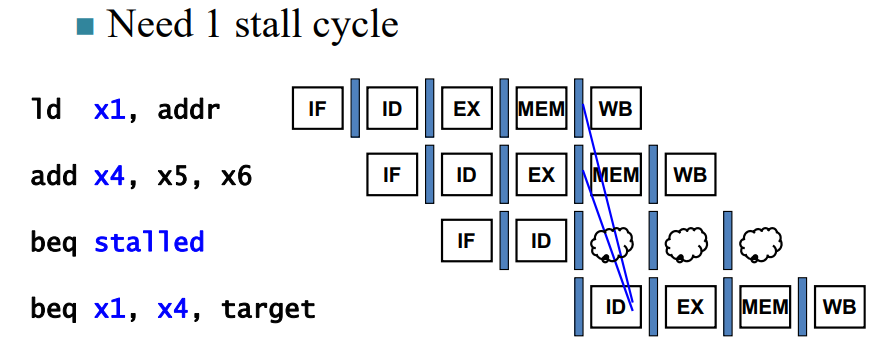 Need 1 stall cycle
ld x1, addr IF ID EX MEM WB
add x4, x5, x6 IF ID EX MEM WB
beq stalled IF ID
beq x1, x4, target ID EX MEM WB